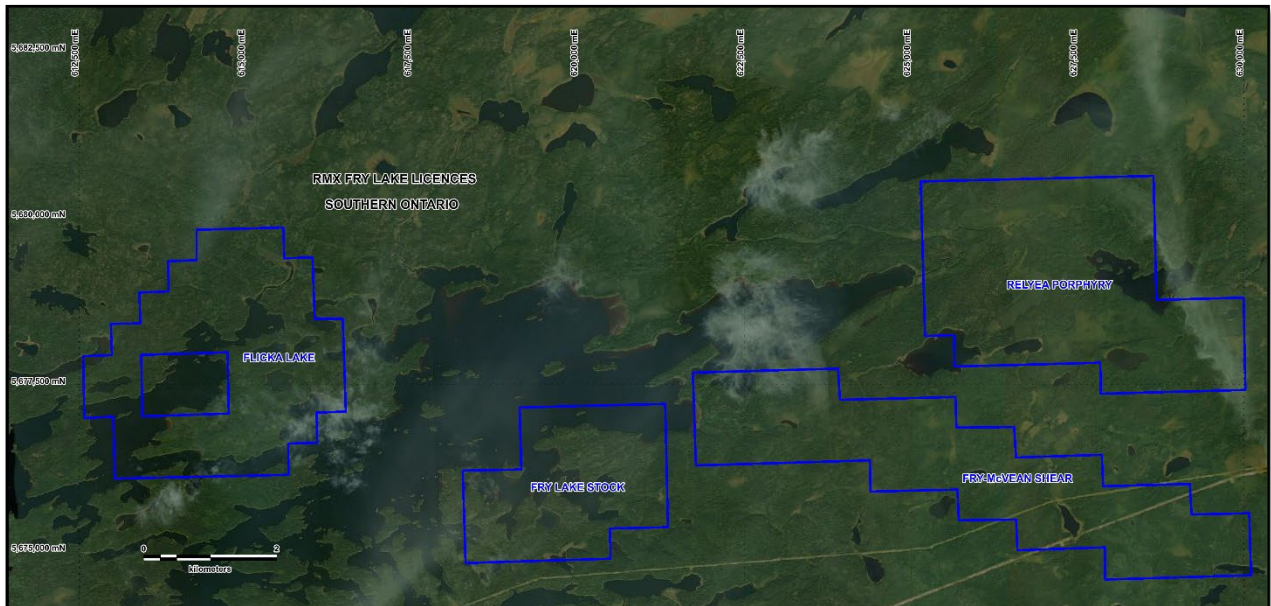 5,682,500 mN
612,500 mE
615,000 mE
617,500 mE
620,000 mE
622,500 mE
625,000 mE
627,500 mE
630,000 mE
RMX FRY LAKE LICENCES
SOUTHERN ONTARIO
5,680,000 mN
RELYEA PORPHYRY
FLICKA LAKE
5,677,500 mN
FRY-McVEAN SHEAR
FRY LAKE STOCK
5,675,000 mN
0 2
kilometers